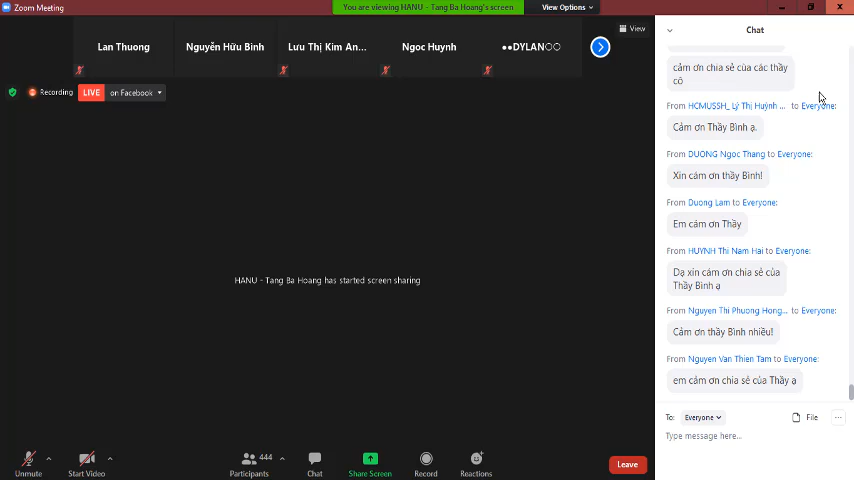 Zoom Meeting
You are viewing HANU - Tang Ba Hoang's screen
View Options
Lan Thuong
Nguyễn Hữu Bình
Lưu Thị Kim An...
Ngoc Huynh
●●DYLAN○○
View
Recording
LIVE
on Facebook
HANU - Tang Ba Hoang has started screen sharing
Chat
cảm ơn chia sẻ của các thầy
cô
From HCMUSSH_ Lý Thị Huỳnh ... to Everyone:
Cảm ơn Thầy Bình ạ.
From DUONG Ngoc Thang to Everyone:
Xin cám ơn thầy Bình!
From Duong Lam to Everyone:
Em cám ơn Thầy
From HUYNH Thi Nam Hai to Everyone:
Dạ xin cám ơn chia sẻ của
Thầy Bình ạ
From Nguyen Thi Phuong Hong... to Everyone:
Cảm ơn thầy Bình nhiều!
From Nguyen Van Thien Tam to Everyone:
em cảm ơn chia sẻ của Thầy ạ
To: Everyone
File
...
Type message here...
Unmute
Start Video
Participants
444
Chat
Share Screen
Record
Reactions
Leave